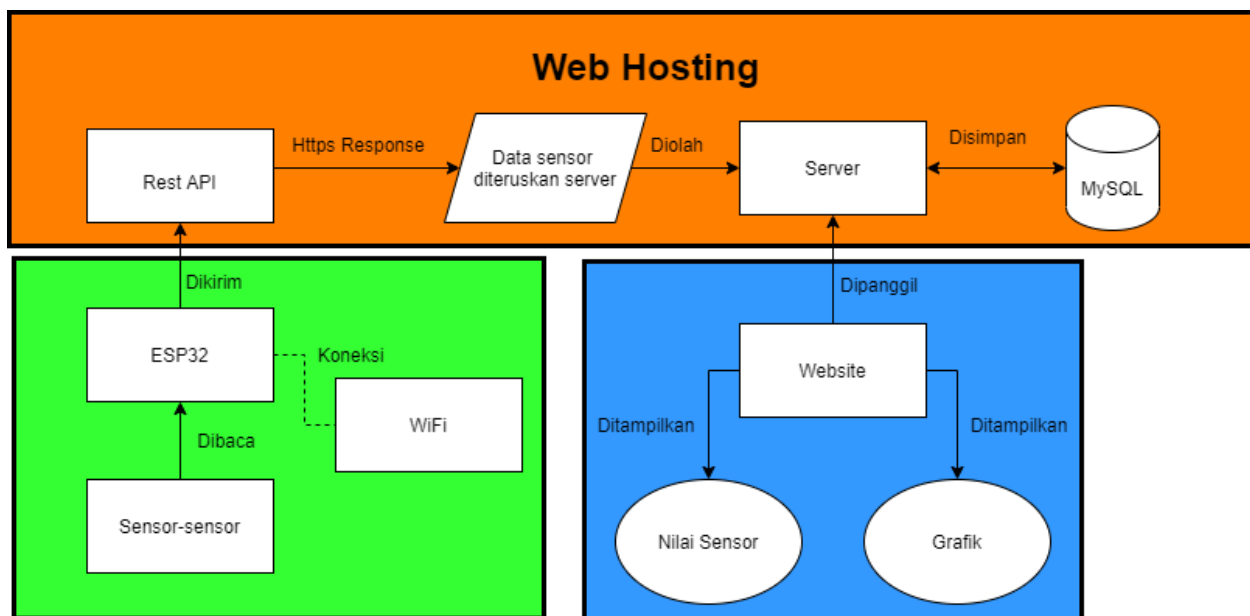 Web Hosting
Rest API
Https Response
Data sensor
diteruskan server
Diolah
Server
Disimpan
MySQL
Dikirim
ESP32
Koneksi
WiFi
Dibaca
Sensor-sensor
Dipanggil
Website
Ditampilkan
Ditampilkan
Nilai Sensor
Grafik